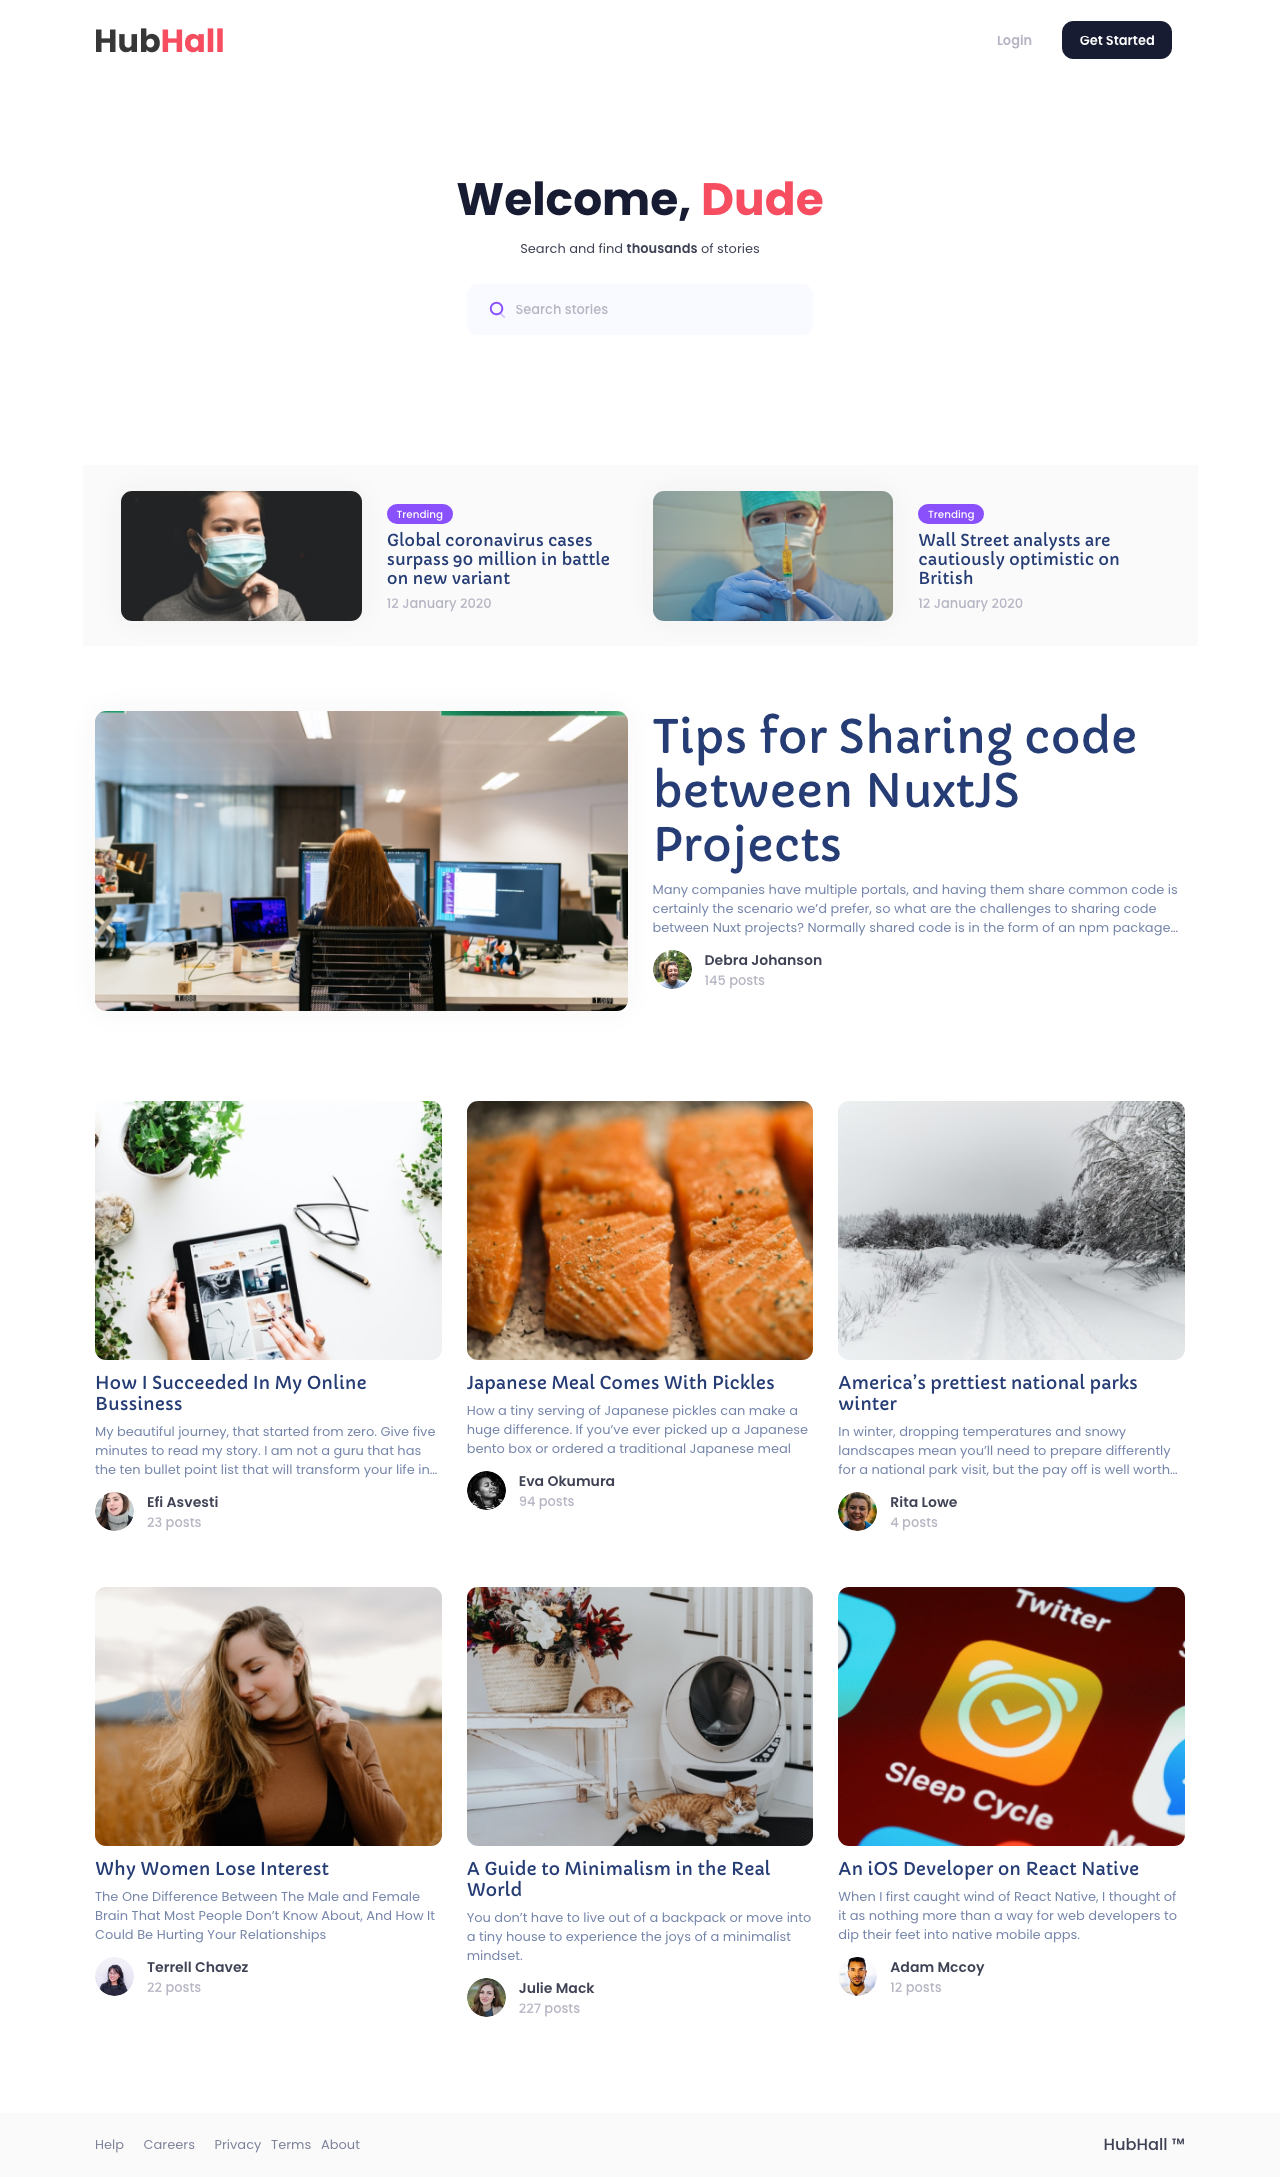 HubHall
Login
Get Started
Welcome, Dude
Search and find thousands of stories
Search stories
Trending
Global coronavirus cases
surpass 90 million in battle
on new variant
12 January 2020
Trending
Wall Street analysts are
cautiously optimistic on
British
12 January 2020
Tips for Sharing code
between NuxtJS
Projects
Many companies have multiple portals, and having them share common code is
certainly the scenario we’d prefer, so what are the challenges to sharing code
between Nuxt projects? Normally shared code is in the form of an npm package...
Debra Johanson
145 posts
How I Succeeded In My Online
Bussiness
My beautiful journey, that started from zero. Give five
minutes to read my story. I am not a guru that has
the ten bullet point list that will transform your life in...
Efi Asvesti
23 posts
Japanese Meal Comes With Pickles
How a tiny serving of Japanese pickles can make a
huge difference. If you’ve ever picked up a Japanese
bento box or ordered a traditional Japanese meal
Eva Okumura
94 posts
America’s prettiest national parks
winter
In winter, dropping temperatures and snowy
landscapes mean you’ll need to prepare differently
for a national park visit, but the pay off is well worth...
Rita Lowe
4 posts
Twitter
Sleep Cycle
Why Women Lose Interest
The One Difference Between The Male and Female
Brain That Most People Don’t Know About, And How It
Could Be Hurting Your Relationships
Terrell Chavez
22 posts
A Guide to Minimalism in the Real
World
You don’t have to live out of a backpack or move into
a tiny house to experience the joys of a minimalist
mindset.
Julie Mack
227 posts
An iOS Developer on React Native
When I first caught wind of React Native, I thought of
it as nothing more than a way for web developers to
dip their feet into native mobile apps.
Adam Mccoy
12 posts
Help Careers Privacy Terms About
HubHall ™